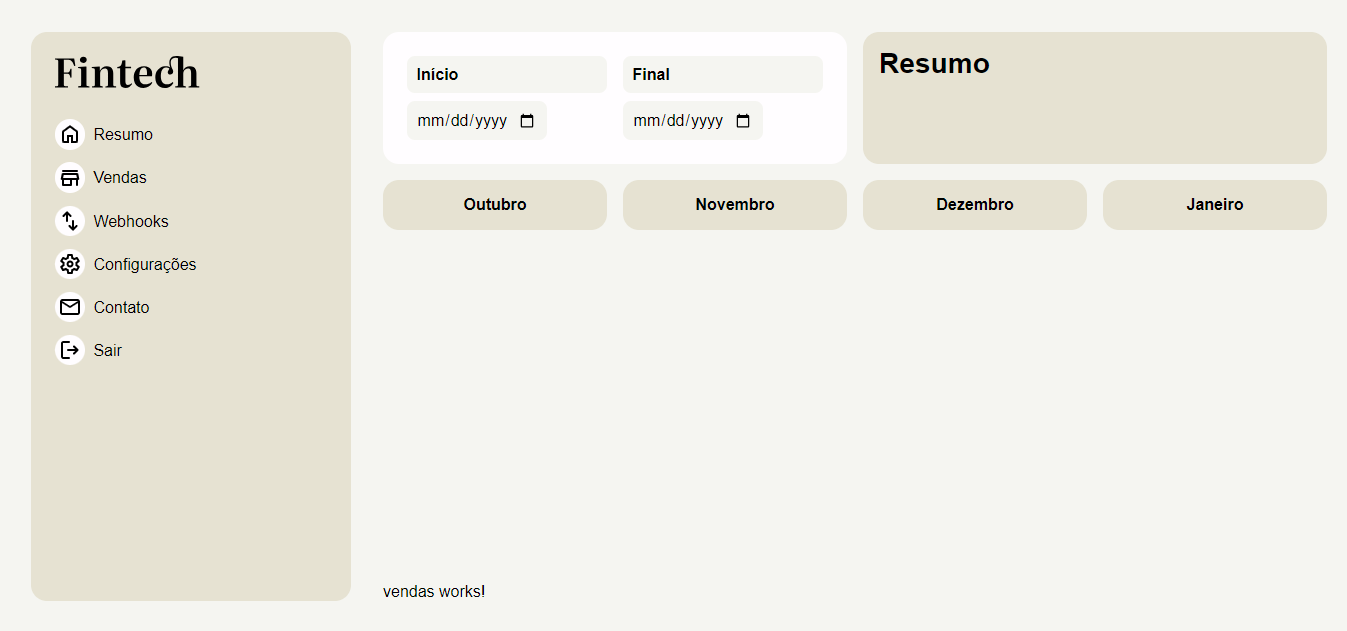 Fintech
Resumo
Vendas
Webhooks
Configurações
Contato
Sair
Início
Final
mm/dd/yyyy
mm/dd/yyyy
Resumo
Outubro
Novembro
Dezembro
Janeiro
vendas works!